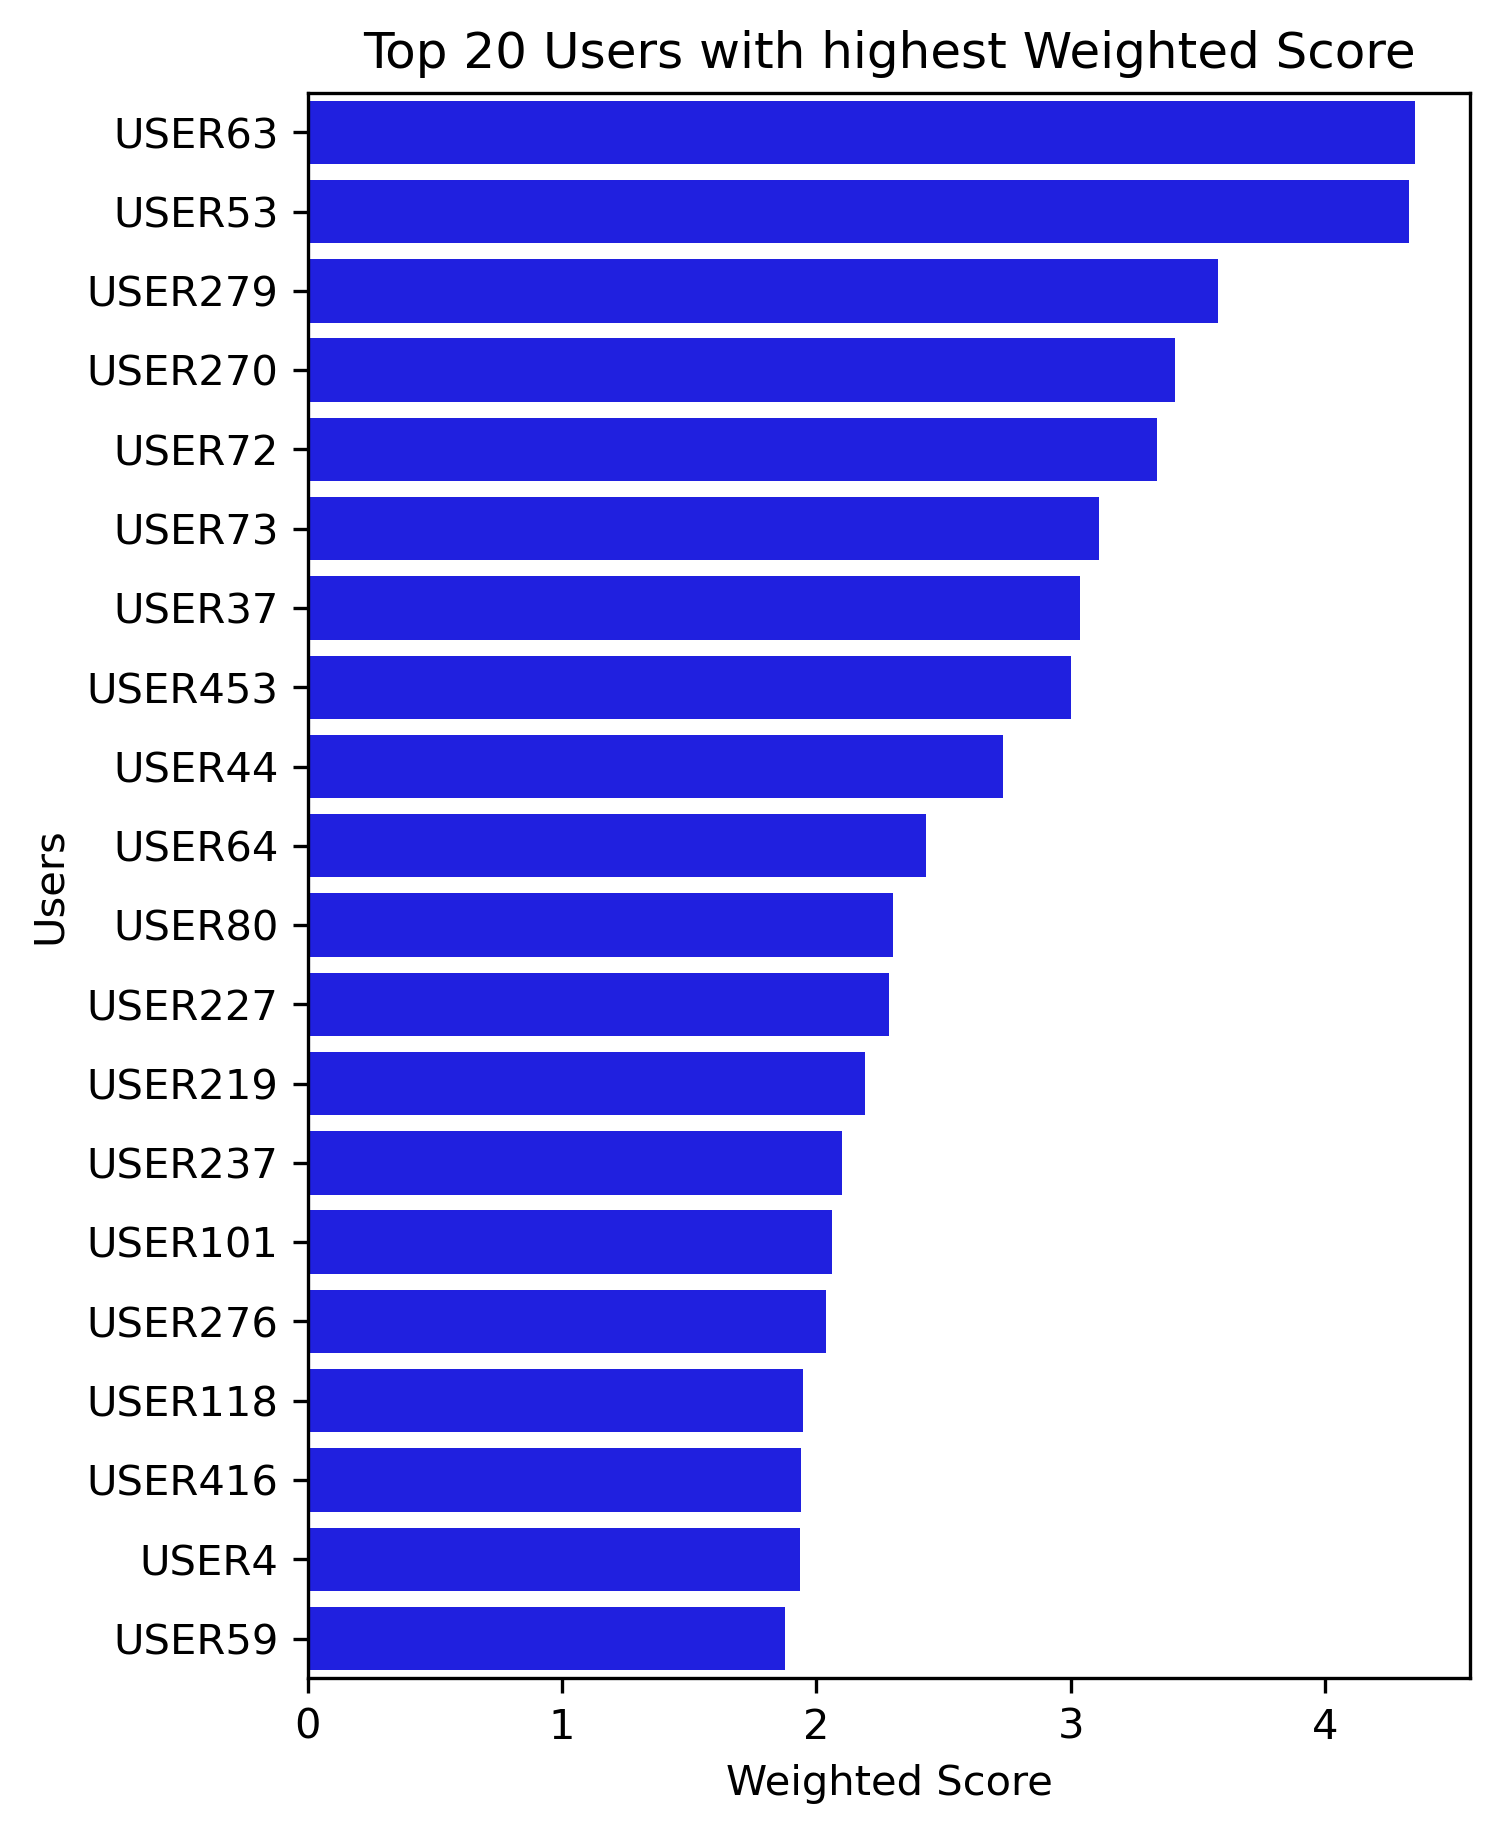 Top 20 Users with highest Weighted Score
USER63
USER53
USER279
USER270
USER72
USER73
USER37
USER453
USER44
USER64
USER80
USER227
USER219
USER237
USER101
USER276
USER118
USER416
USER4
USER59
Users
0 1 2 3 4
Weighted Score